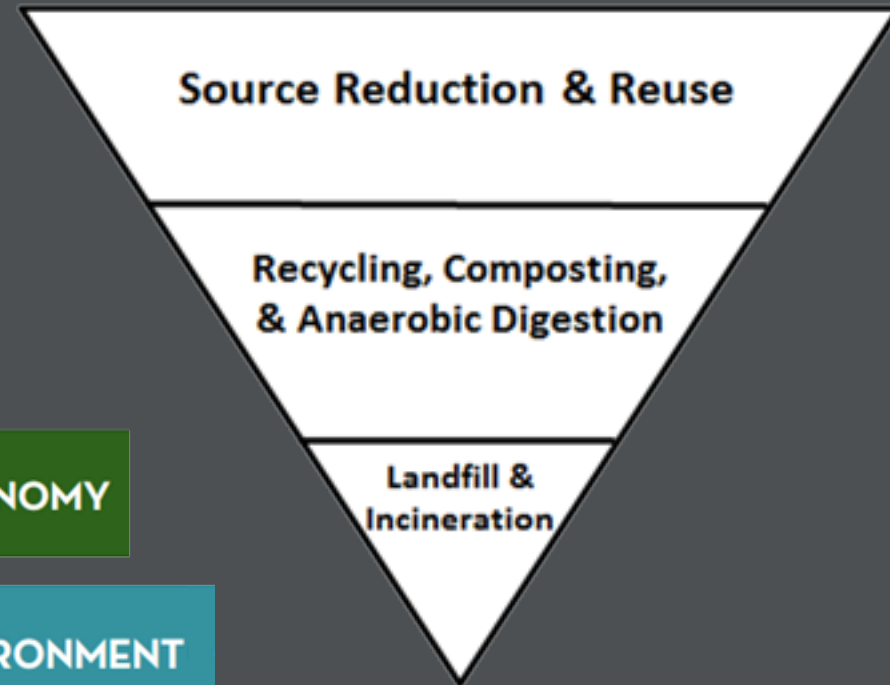 Source Reduction & Reuse
Recycling, Composting,
& Anaerobic Digestion
Landfill &
Incineration
NOMY
RONMENT